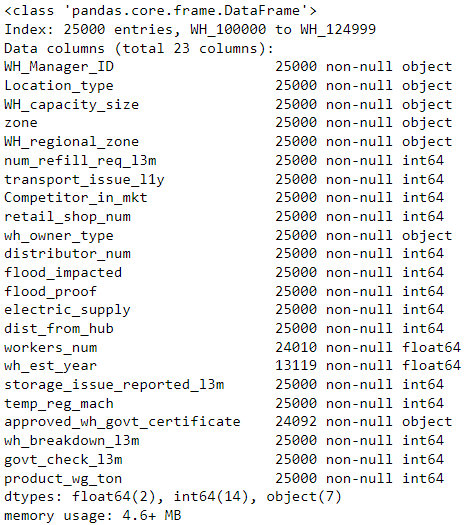 <class 'pandas.core.frame.DataFrame'>
Index: 25000 entries, WH_100000 to WH_124999
Data columns (total 23 columns):
WH_Manager_ID                   25000 non-null object
Location_type                   25000 non-null object
WH_capacity_size                25000 non-null object
zone                            25000 non-null object
WH_regional_zone                25000 non-null object
num_refill_req_l3m              25000 non-null int64
transport_issue_l1y             25000 non-null int64
Competitor_in_mkt               25000 non-null int64
retail_shop_num                 25000 non-null int64
wh_owner_type                   25000 non-null object
distributor_num                 25000 non-null int64
flood_impacted                  25000 non-null int64
flood_proof                     25000 non-null int64
electric_supply                 25000 non-null int64
dist_from_hub                   25000 non-null int64
workers_num                     24010 non-null float64
wh_est_year                     13119 non-null float64
storage_issue_reported_l3m      25000 non-null int64
temp_reg_mach                   25000 non-null int64
approved_wh_govt_certificate    24092 non-null object
wh_breakdown_l3m                25000 non-null int64
govt_check_l3m                  25000 non-null int64
product_wg_ton                  25000 non-null int64
dtypes: float64(2), int64(14), object(7)
memory usage: 4.6+ MB